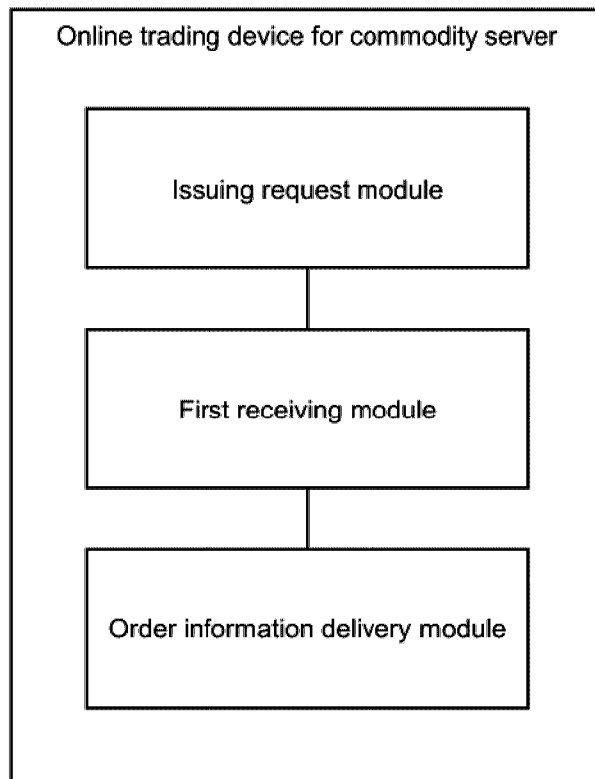 Online trading device for commodity server
Issuing request module
First receiving module
Order information delivery module